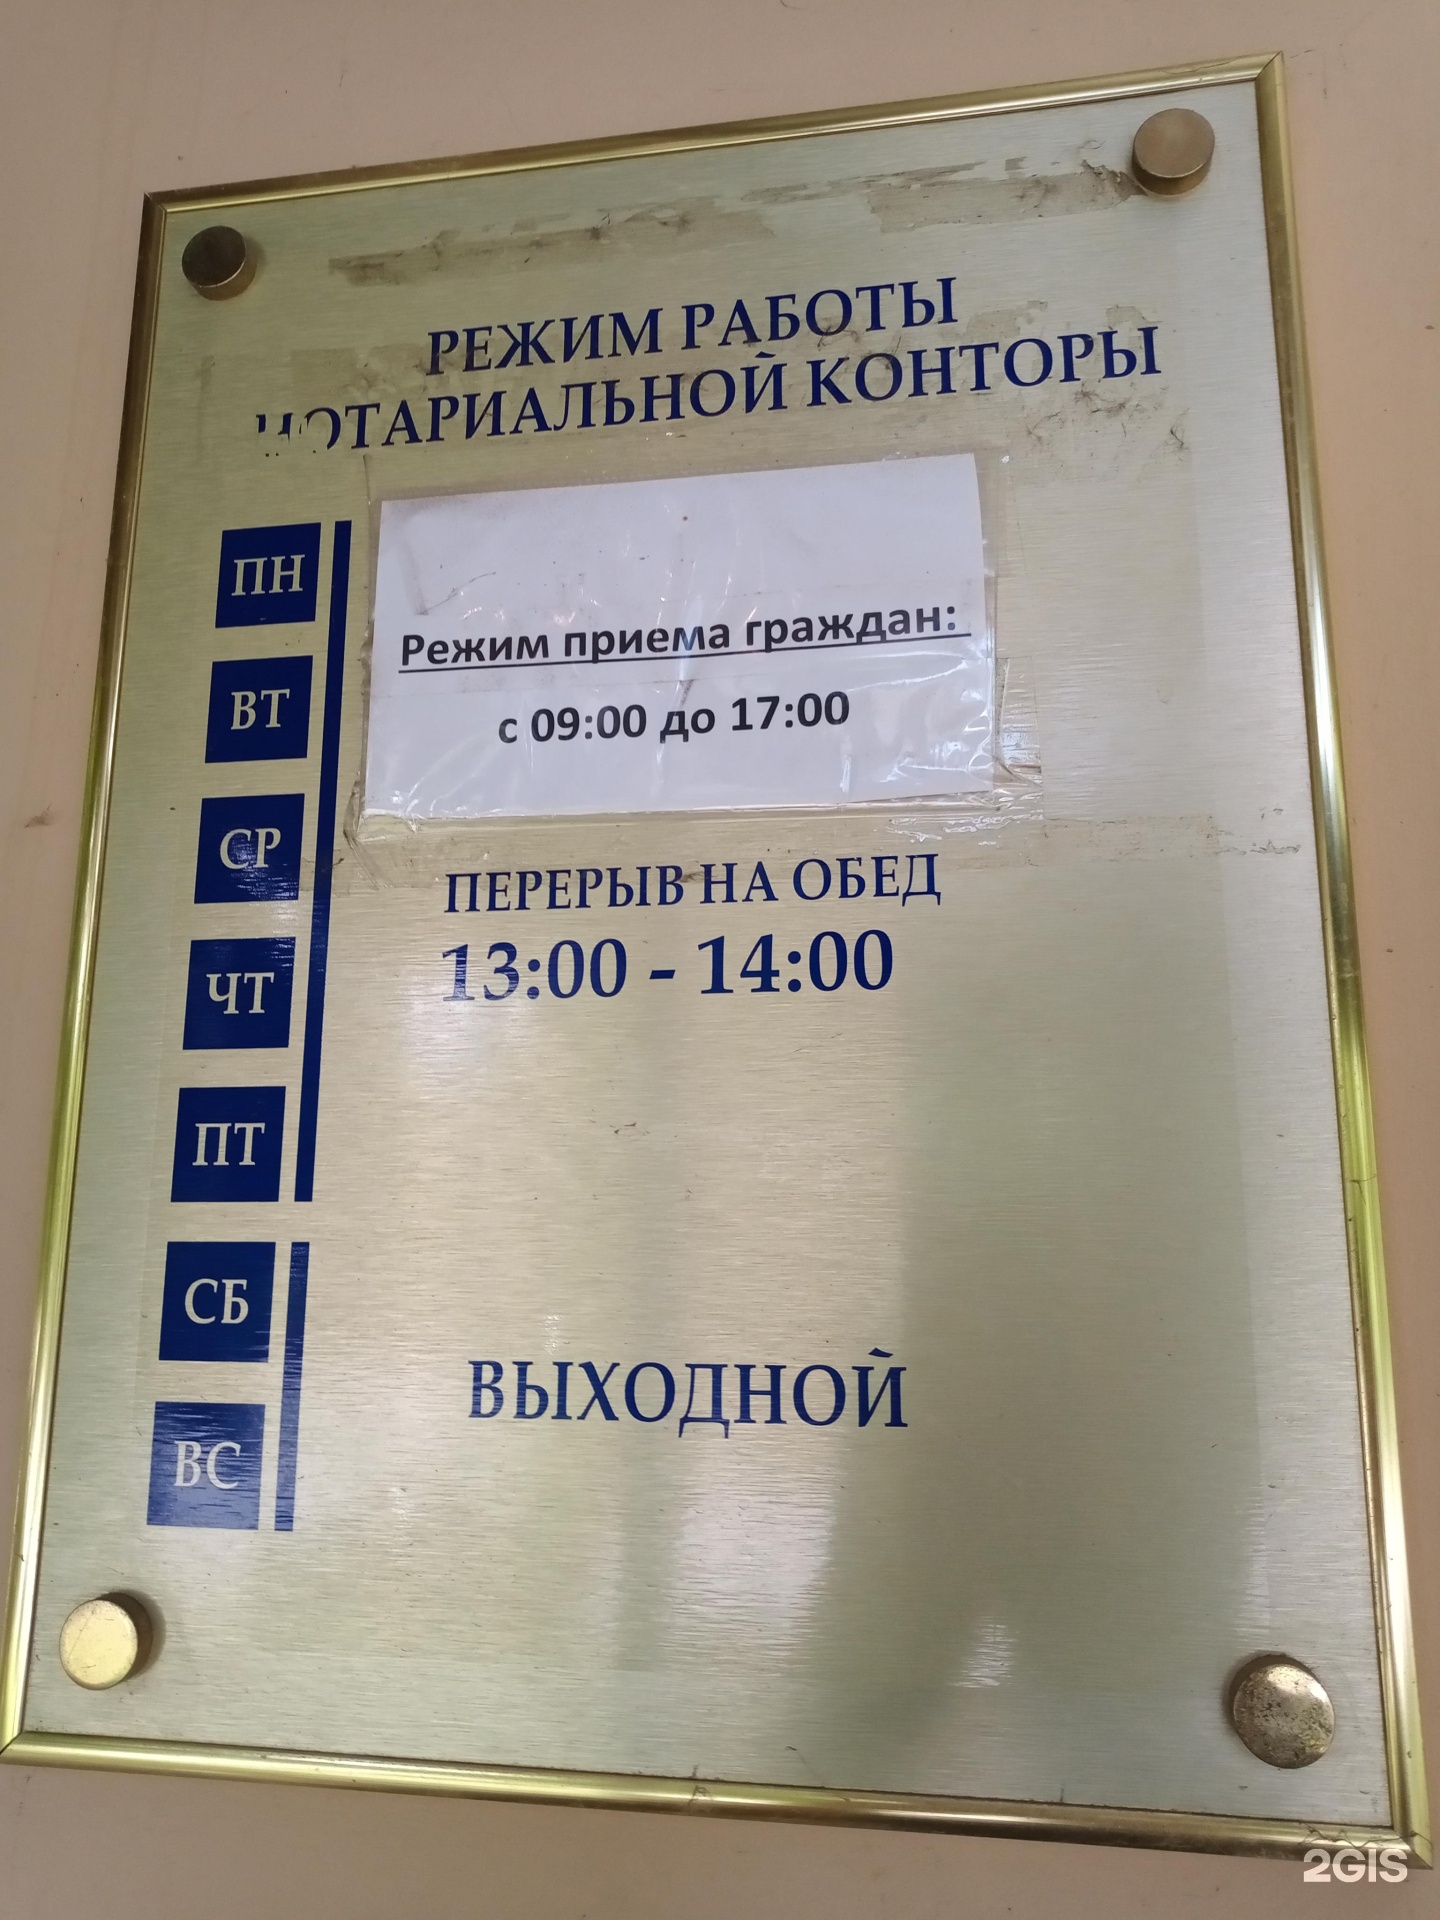 РЕЖИМ РАБОТЫ
НОТАРИАЛЬНОЙ КОНТОРЫ
ПН
Режим приема граждан:
ВТ
с 09:00 до 17:00
СР
ПЕРЕРЫВ НА ОБЕД
ЧТ
13:00 - 14:00
ПТ
СБ
ВЫХОДНОЙ
ВС
2GIS